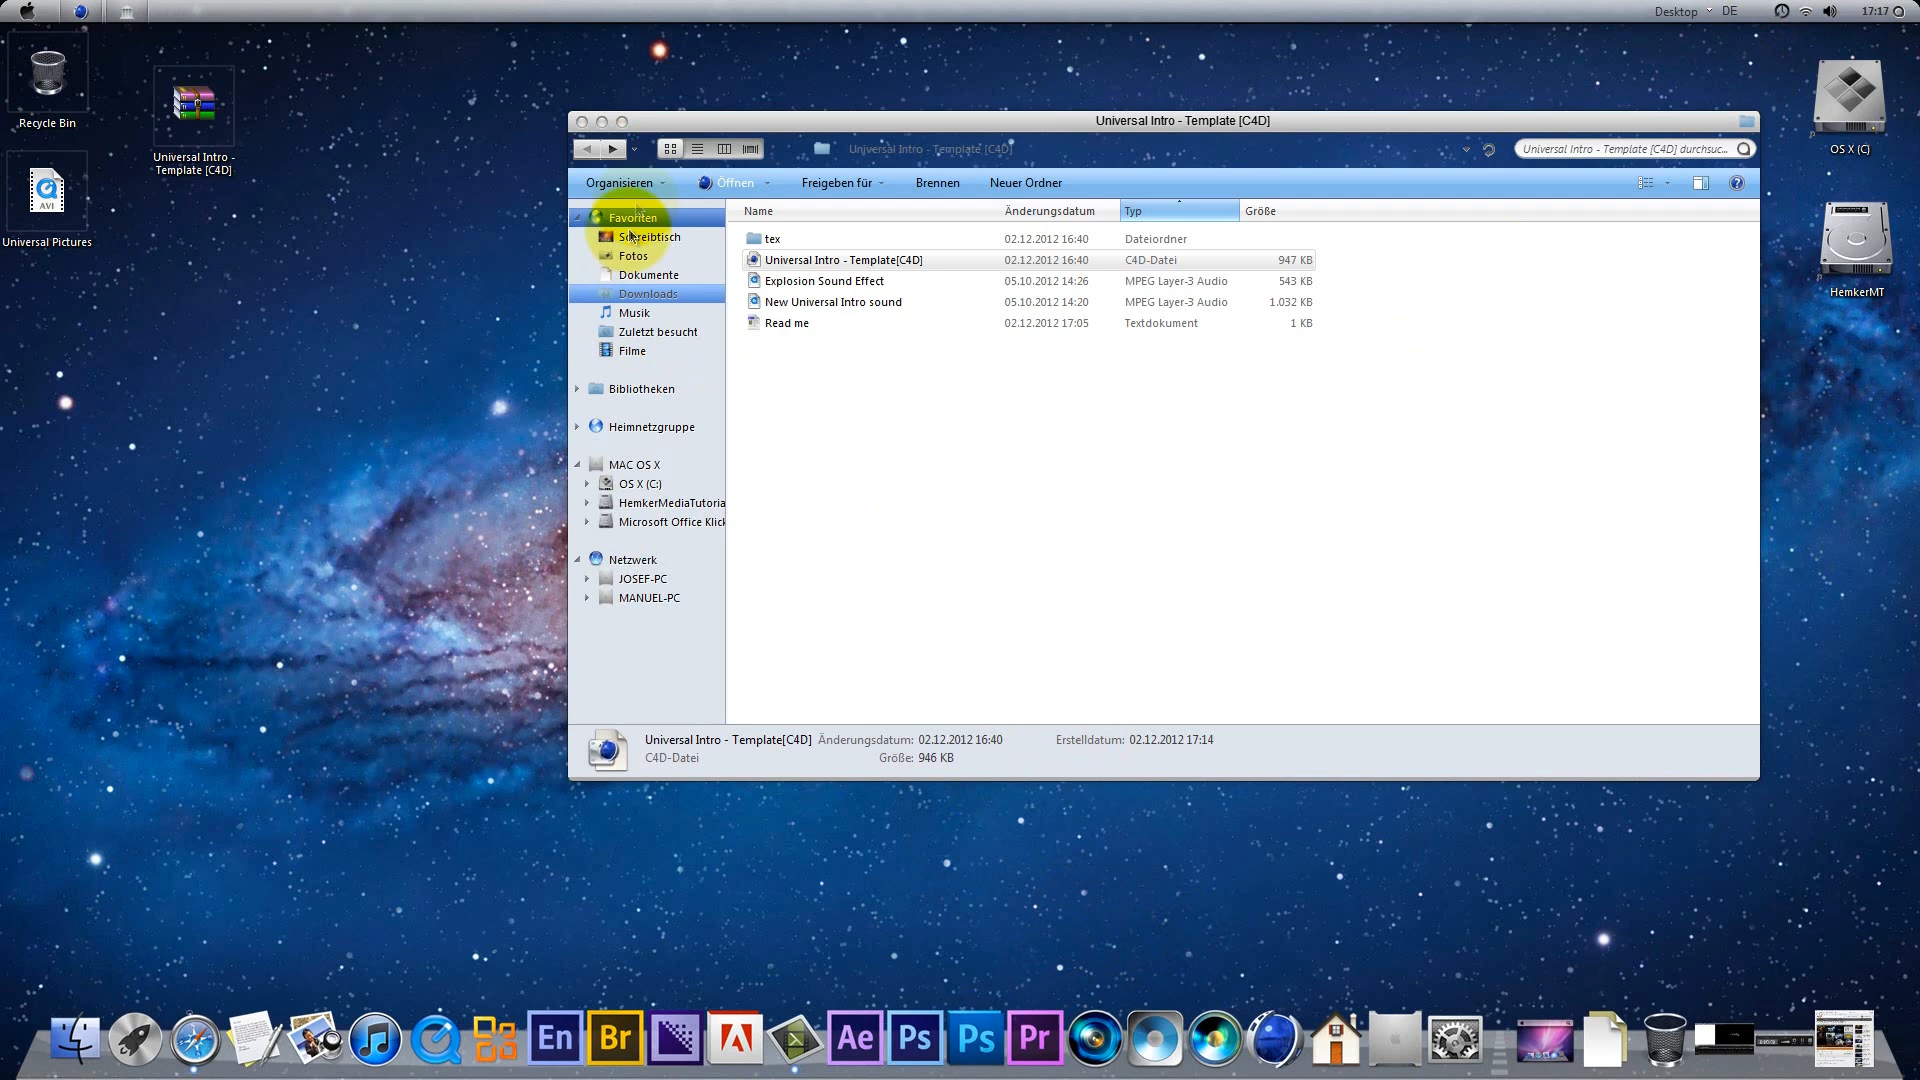 Desktop DE 17:17
Recycle Bin
Universal Intro -
Template [C4D]
AVI
Universal Pictures
OS X (C)
HemkerMT
Universal Intro - Template [C4D]
Universal Intro - Template [C4D]
Universal Intro - Template [C4D] durchsuc...
Organisieren Öffnen Freigeben für Brennen Neuer Ordner
Favoriten
Schreibtisch
Fotos
Dokumente
Downloads
Musik
Zuletzt besucht
Filme
Bibliotheken
Heimnetzgruppe
MAC OS X
OS X (C:)
HemkerMediaTutoria
Microsoft Office Klick
Netzwerk
JOSEF-PC
MANUEL-PC
Name Änderungsdatum Typ Größe
tex 02.12.2012 16:40 Dateiordner
Universal Intro - Template[C4D] 02.12.2012 16:40 C4D-Datei 947 KB
Explosion Sound Effect 05.10.2012 14:26 MPEG Layer-3 Audio 543 KB
New Universal Intro sound 05.10.2012 14:20 MPEG Layer-3 Audio 1.032 KB
Read me 02.12.2012 17:05 Textdokument 1 KB
Universal Intro - Template[C4D] Änderungsdatum: 02.12.2012 16:40 Erstelldatum: 02.12.2012 17:14
C4D-Datei Größe: 946 KB
En Br Ae Ps Ps Pr